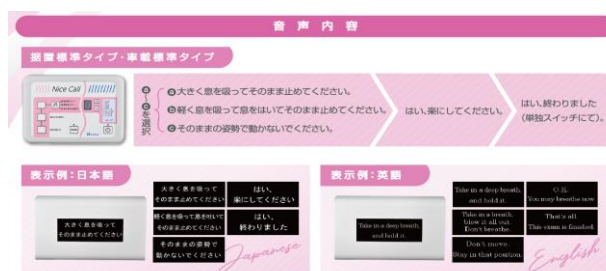 音声内容
据置標準タイプ・車載標準タイプ
Nice Call
ⓐ～ⓒを選択
ⓐ大きく息を吸ってそのまま止めてください。
ⓑ軽く息を吸って息をはいてそのまま止めてください。
ⓒそのままの姿勢で動かないでください。
はい、楽にしてください。
はい、終わりました
(単独スイッチにて)。
表示例:日本語
大きく息を吸って
そのまま止めてください
大きく息を吸って
そのまま止めてください
はい、
楽にしてください
軽く息を吸って息を吐いて
そのまま止めてください
はい、
終わりました
そのままの姿勢で
動かないでください
Japanese
表示例:英語
Take in a deep breath,
and hold it.
Take in a deep breath,
and hold it.
O.K.
You may breathe now
Take in a breath,
blow it all out.
Don't breathe.
That's all.
This exam is finished.
Don't move.
Stay in that position.
English